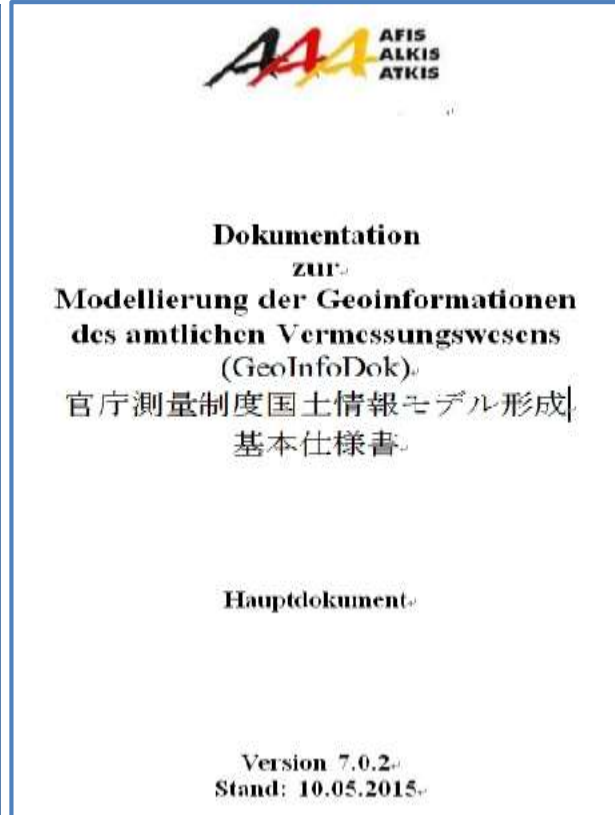 AAA AFIS
ALKIS
ATKIS
Dokumentation
zur
Modellierung der Geoinformationen
des amtlichen Vermessungswesens
(GeoInfoDok)
官庁測量制度国土情報モデル形成
基本仕様書
Hauptdokument
Version 7.0.2
Stand: 10.05.2015